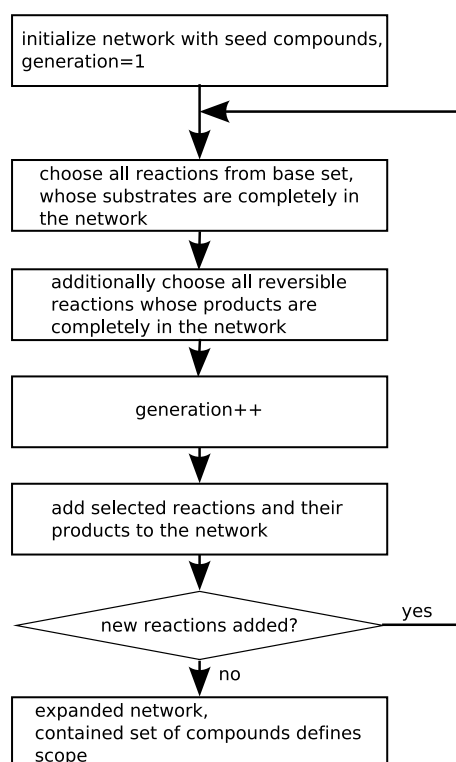 initialize network with seed compounds,
generation=1
choose all reactions from base set,
whose substrates are completely in
the network
additionally choose all reversible
reactions whose products are
completely in the network
generation++
add selected reactions and their
products to the network
new reactions added?
yes
no
expanded network,
contained set of compounds defines
scope